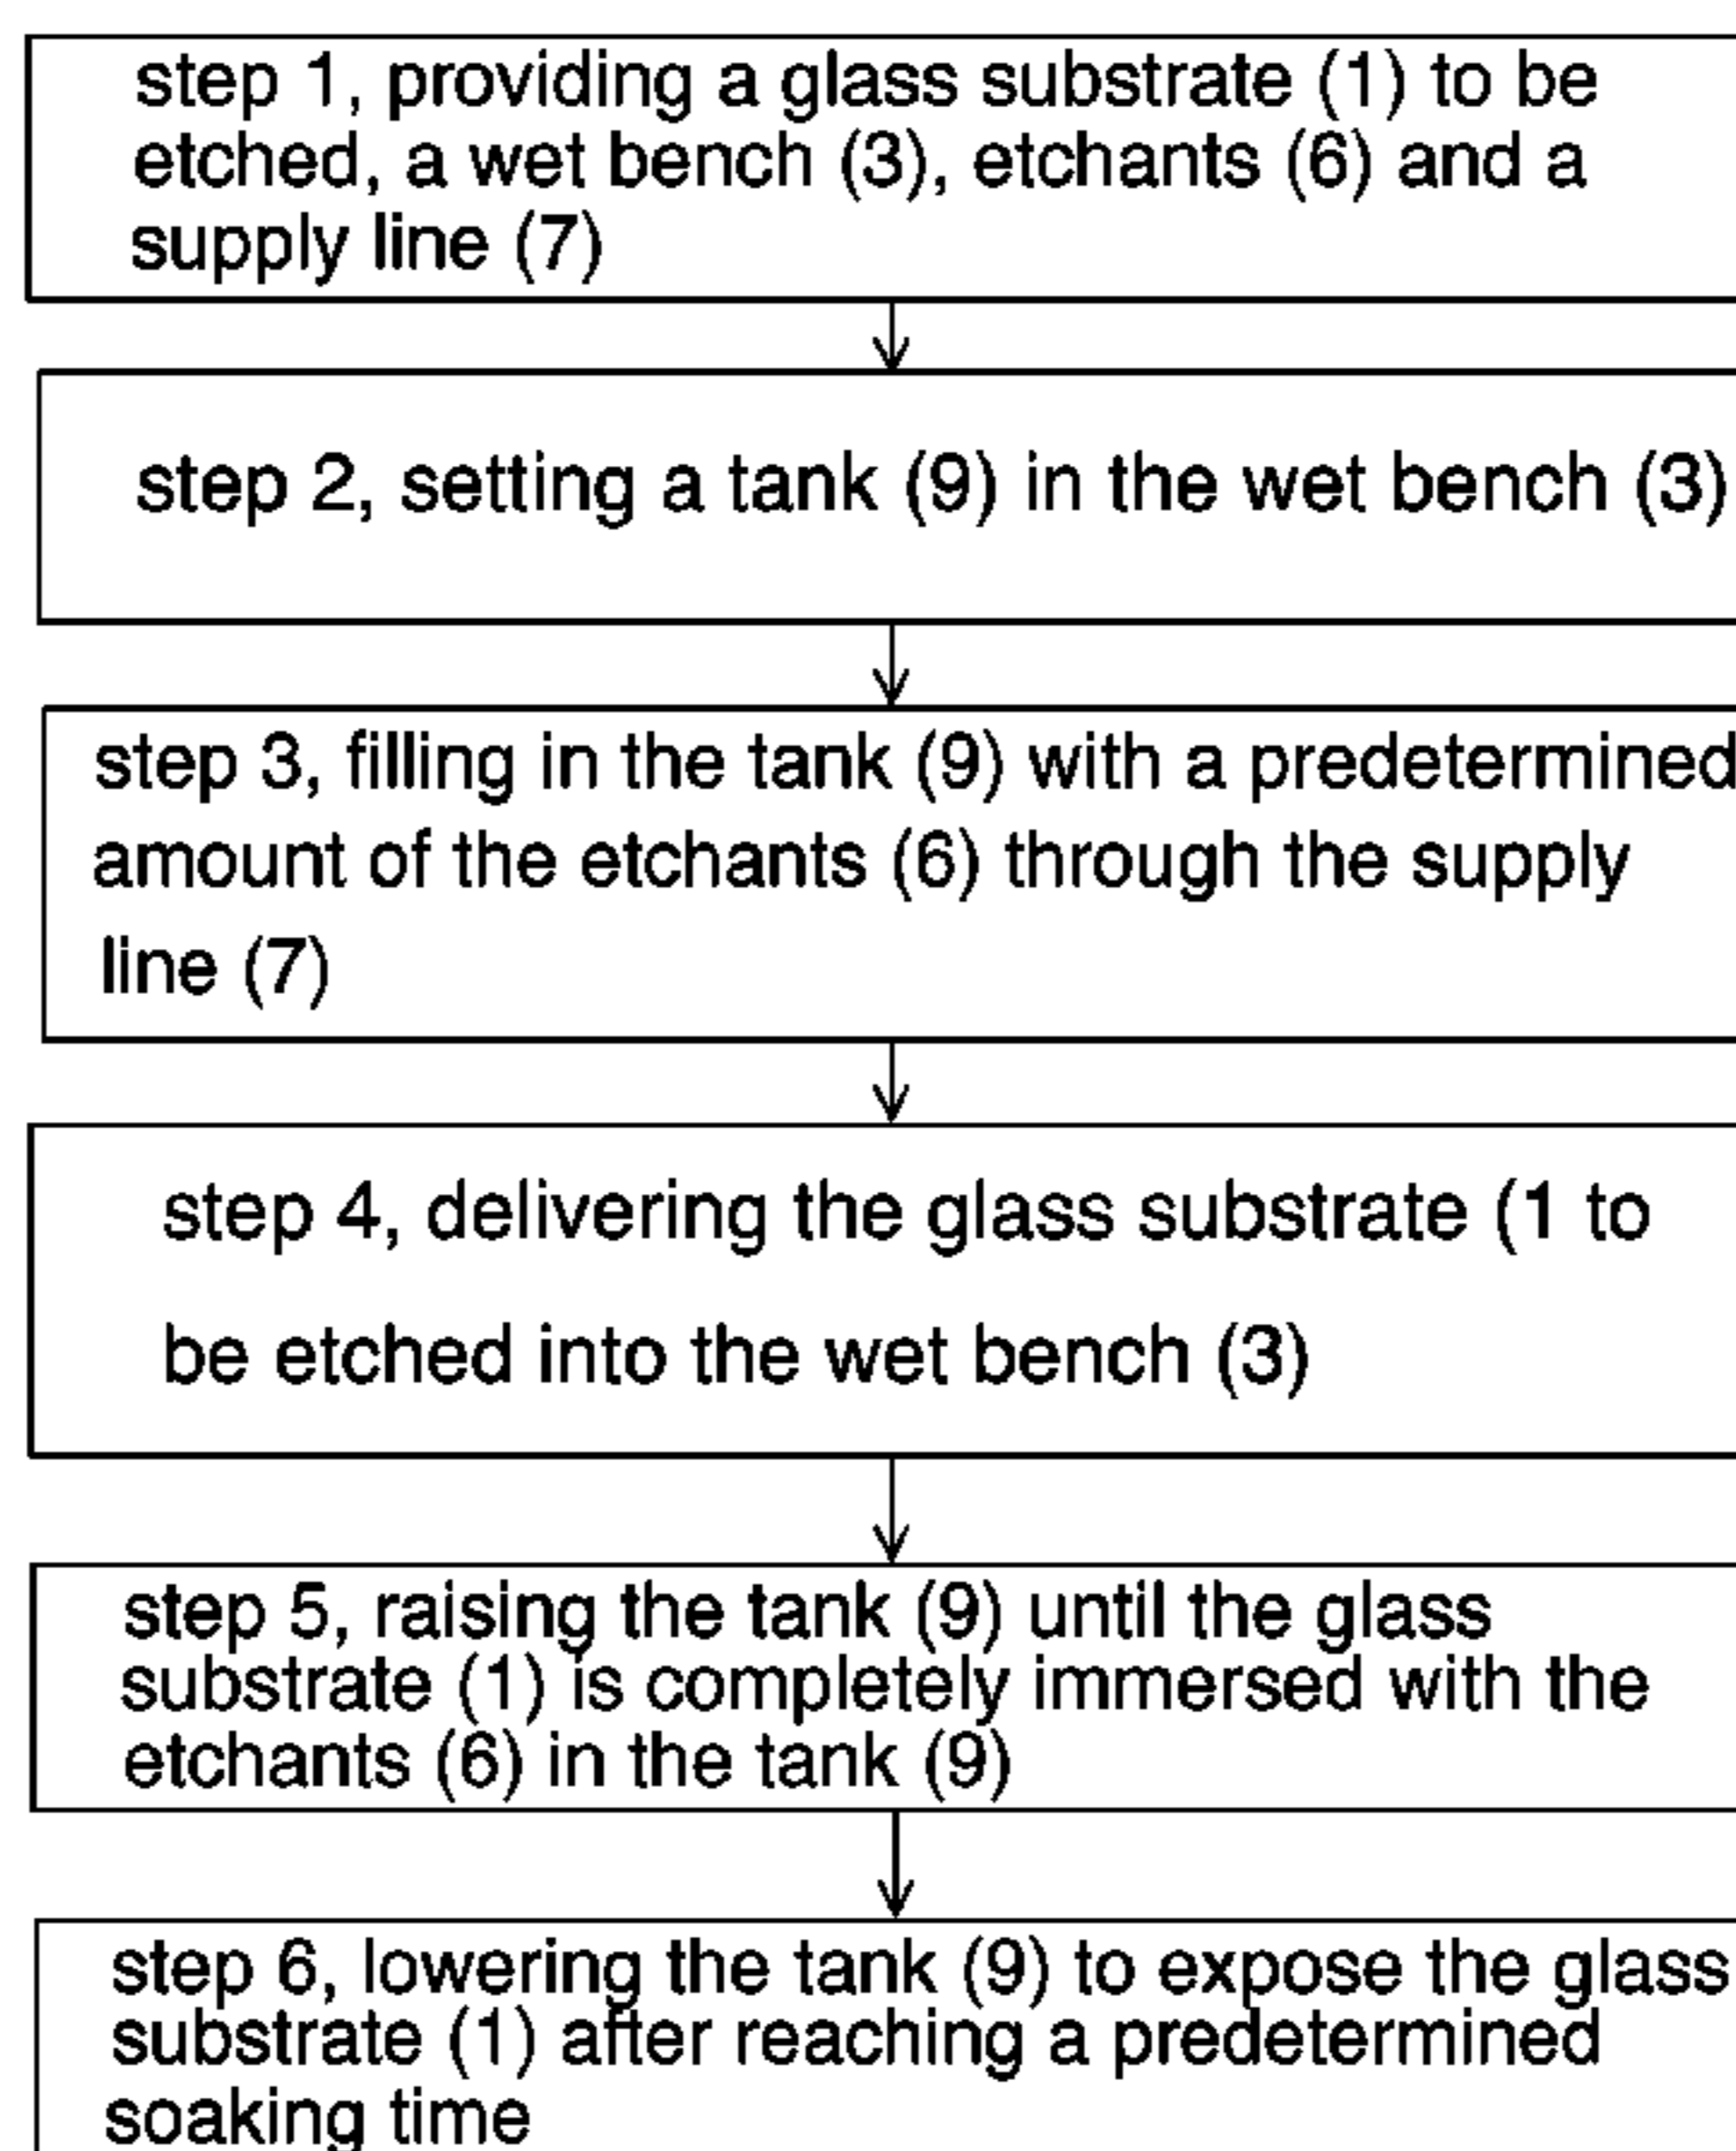 step 1, providing a glass substrate (1) to be
etched, a wet bench (3), etchants (6) and a
supply line (7)
step 2, setting a tank (9) in the wet bench (3)
step 3, filling in the tank (9) with a predetermined
amount of the etchants (6) through the supply
line (7)
step 4, delivering the glass substrate (1 to
be etched into the wet bench (3)
step 5, raising the tank (9) until the glass
substrate (1) is completely immersed with the
etchants (6) in the tank (9)
step 6, lowering the tank (9) to expose the glass
substrate (1) after reaching a predetermined
soaking time